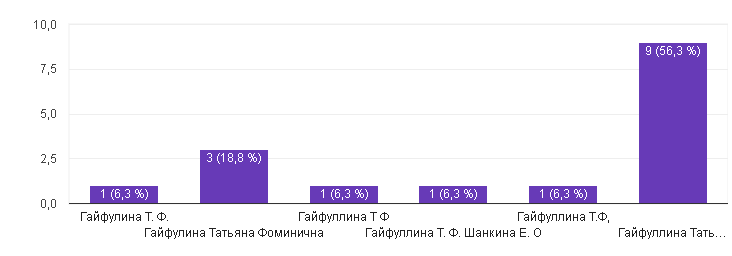 10,0
7,5
5,0
2,5
0,0
1 (6,3 %)
3 (18,8 %)
1 (6,3 %)
1 (6,3 %)
1 (6,3 %)
9 (56,3 %)
Гайфулина Т. Ф.
Гайфулина Татьяна Фоминична
Гайфуллина Т Ф
Гайфуллина Т. Ф. Шанкина Е. О
Гайфуллина Т.Ф,
Гайфуллина Тать…